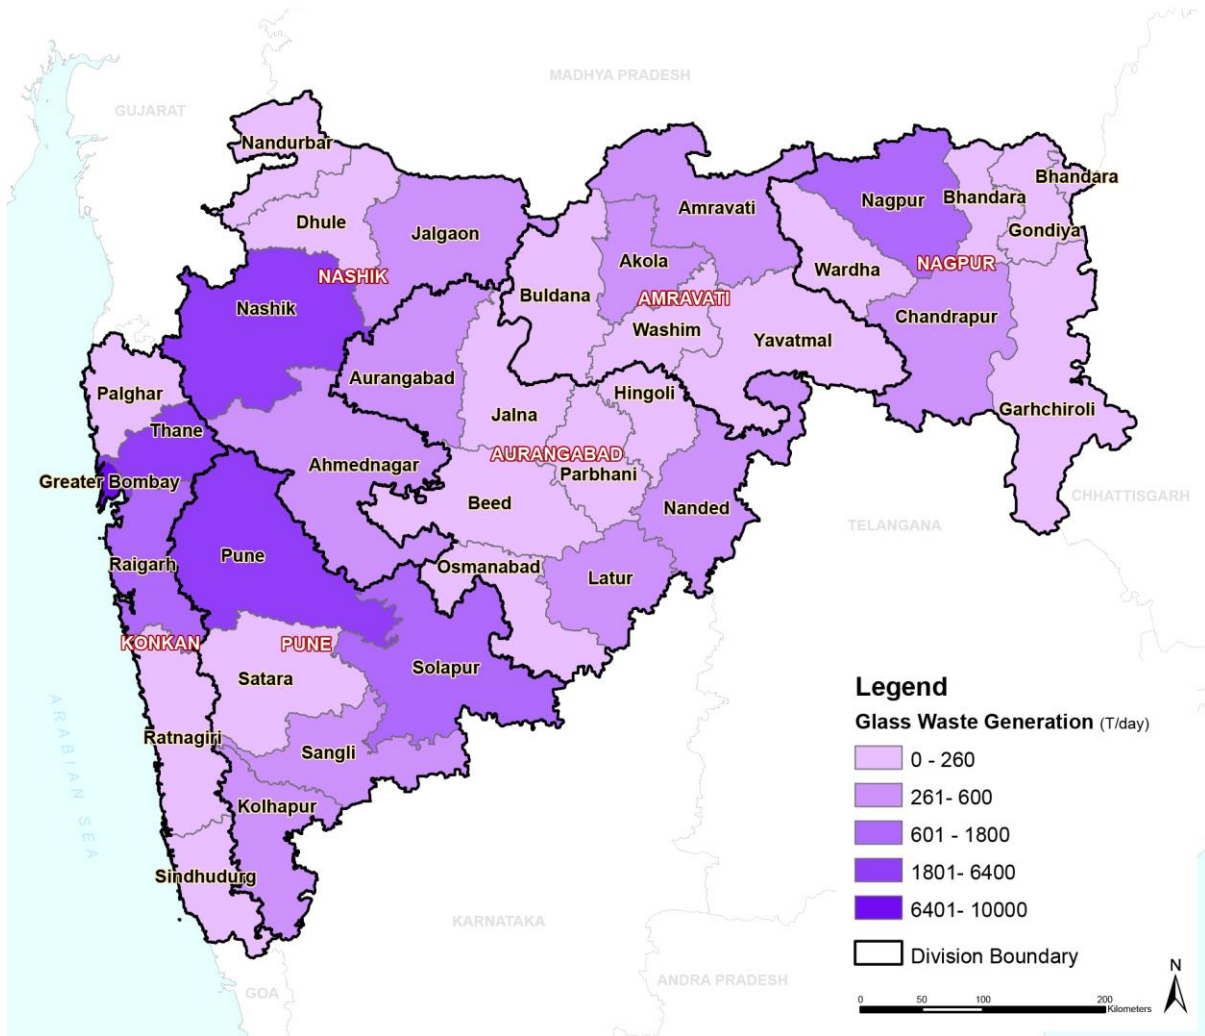 MADHYA PRADESH
GUJARAT
Nandurbar
Bhandara
Nagpur
Bhandara
Amravati
Dhule
Jalgaon
Gondiya
Akola
NAGPUR
Wardha
NASHIK
Buldana
AMRAVATI
Nashik
Washim
Chandrapur
Yavatmal
Aurangabad
Palghar
Hingoli
Jalna
Garhchiroli
Thane
AURANGABAD
Ahmednagar
Parbhani
Greater Bombay
CHHATTISGARH
Beed
Nanded
TELANGANA
Pune
Raigarh
Osmanabad
Latur
KONKAN
PUNE
Solapur
Satara
ARABIAN SEA
Ratnagiri
Sangli
Kolhapur
Sindhudurg
KARNATAKA
ANDRA PRADESH
GOA
Legend
Glass Waste Generation (T/day)
0 - 260
261- 600
601 - 1800
1801- 6400
6401- 10000
Division Boundary
N
0 50 100 200
Kilometers